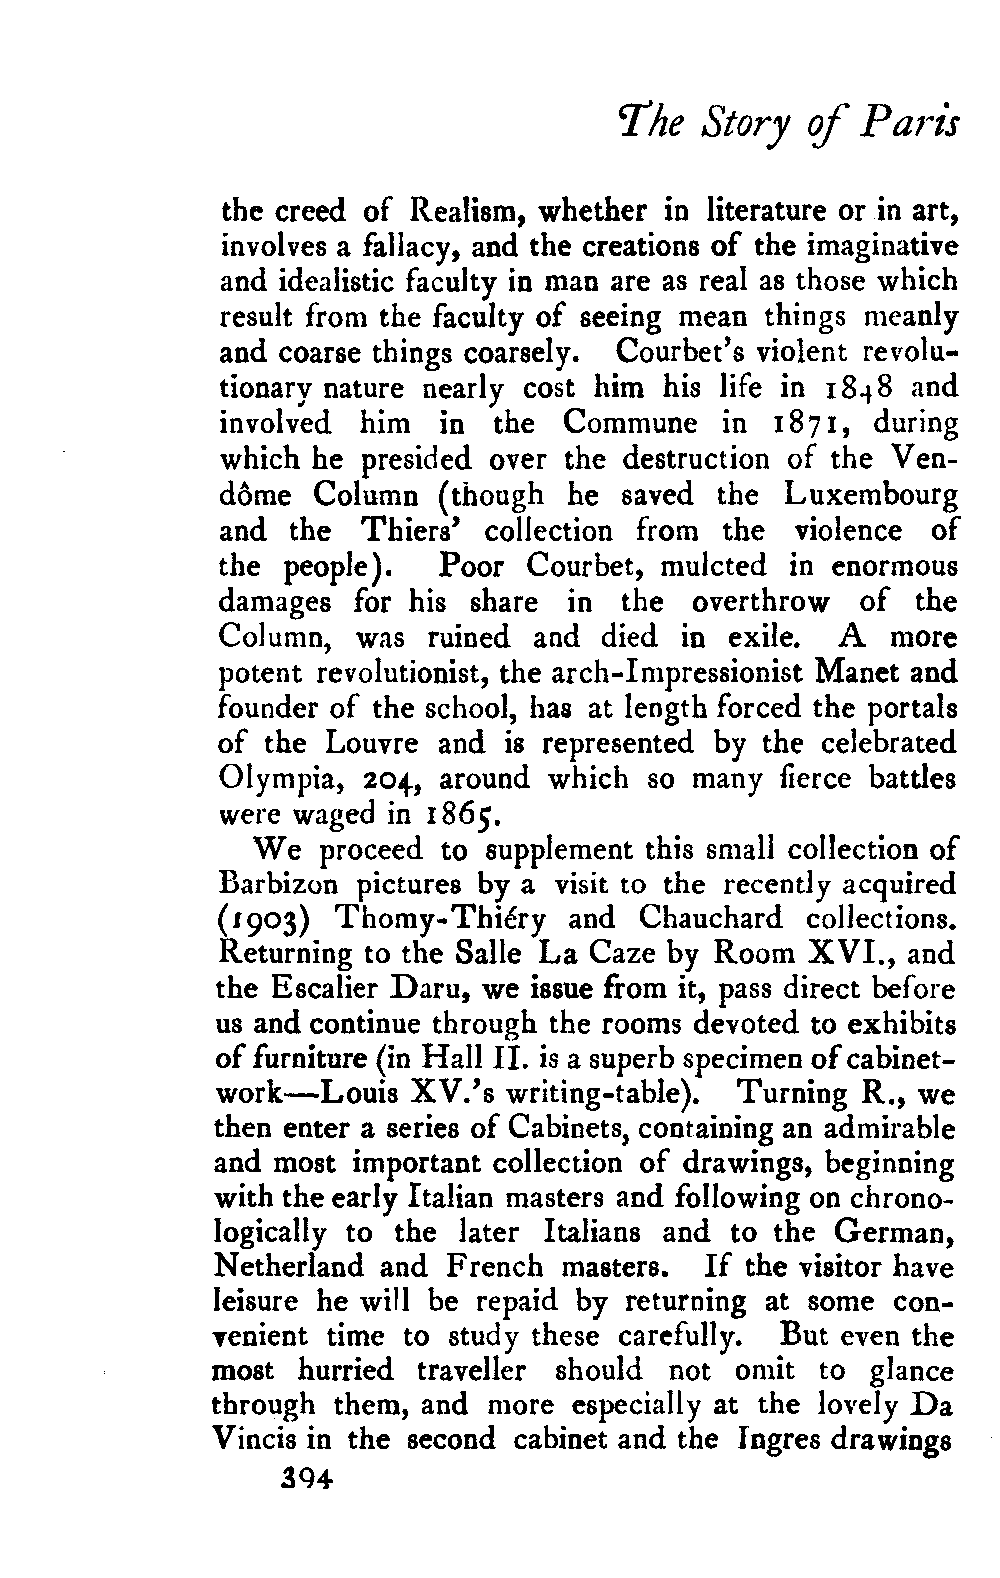 The Story of Paris
the creed of Realism, whether in literature or in art,
involves a fallacy, and the creations of the imaginative
and idealistic faculty in man are as real as those which
result from the faculty of seeing mean things meanly
and coarse things coarsely. Courbet's violent revolu-
tionary nature nearly cost him his life in 1848 and
involved him in the Commune in 1871, during
which he presided over the destruction of the Ven-
dôme Column (though he saved the Luxembourg
and the Thiers' collection from the violence of
the people). Poor Courbet, mulcted in enormous
damages for his share in the overthrow of the
Column, was ruined and died in exile. A more
potent revolutionist, the arch-Impressionist Manet and
founder of the school, has at length forced the portals
of the Louvre and is represented by the celebrated
Olympia, 204, around which so many fierce battles
were waged in 1865.
We proceed to supplement this small collection of
Barbizon pictures by a visit to the recently acquired
(1903) Thomy-Thiéry and Chauchard collections.
Returning to the Salle La Caze by Room XVI., and
the Escalier Daru, we issue from it, pass direct before
us and continue through the rooms devoted to exhibits
of furniture (in Hall II. is a superb specimen of cabinet-
work—Louis XV.'s writing-table). Turning R., we
then enter a series of Cabinets, containing an admirable
and most important collection of drawings, beginning
with the early Italian masters and following on chrono-
logically to the later Italians and to the German,
Netherland and French masters. If the visitor have
leisure he will be repaid by returning at some con-
venient time to study these carefully. But even the
most hurried traveller should not omit to glance
through them, and more especially at the lovely Da
Vincis in the second cabinet and the Ingres drawings
394